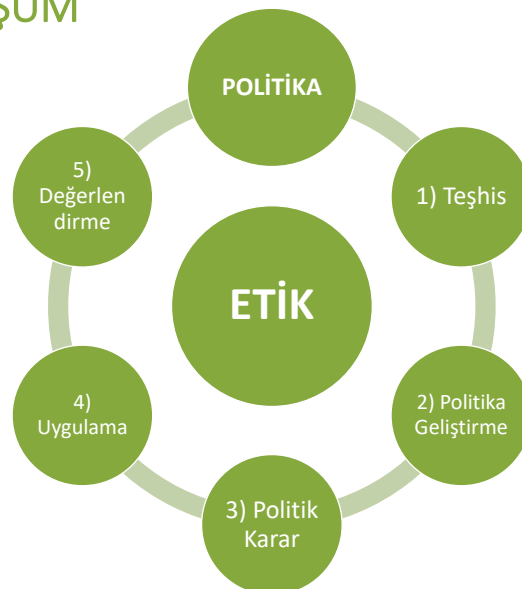 POLİTİKA
1) Teşhis
2) Politika
Geliştirme
3) Politik
Karar
4)
Uygulama
5)
Değerlen
dirme
ETİK